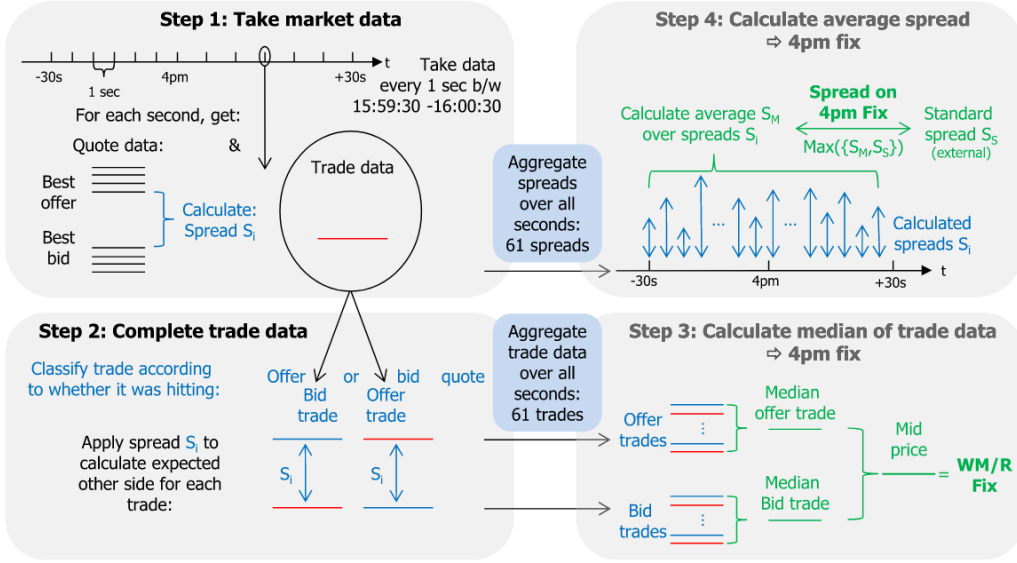 Step 1: Take market data
-30s
4pm
+30s
t
1 sec
Take data
every 1 sec b/w
15:59:30 -16:00:30
For each second, get:
Quote data:
&
Trade data
Best
offer
Best
bid
Calculate:
Spread Si
Aggregate
spreads
over all
seconds:
61 spreads
Step 4: Calculate average spread
⇨ 4pm fix
Calculate average SM
over spreads Si
Spread on
4pm Fix
Max({SM,SS})
Standard
spread SS
(external)
...
...
Calculated
spreads Si
-30s
4pm
+30s
t
Step 2: Complete trade data
Classify trade according
to whether it was hitting:
Offer or bid quote
Bid
trade
Offer
trade
Apply spread Si to
calculate expected
other side for each
trade:
Si
Si
Aggregate
trade data
over all
seconds:
61 trades
Step 3: Calculate median of trade data
⇨ 4pm fix
Offer
trades
⋮
Median
offer trade
Bid
trades
⋮
Median
Bid trade
Mid
price
= WM/R
Fix